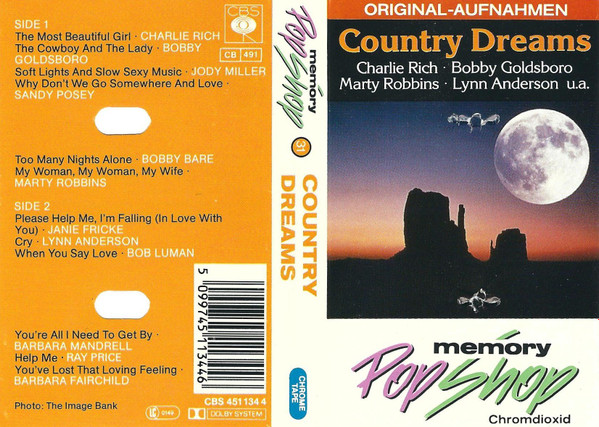 SIDE 1
The Most Beautiful Girl · CHARLIE RICH
The Cowboy And The Lady · BOBBY
GOLDSBORO
Soft Lights And Slow Sexy Music · JODY MILLER
Why Don't We Go Somewhere And Love ·
SANDY POSEY
Too Many Nights Alone · BOBBY BARE
My Woman, My Woman, My Wife ·
MARTY ROBBINS
SIDE 2
Please Help Me, I'm Falling (In Love With
You) · JANIE FRICKE
Cry · LYNN ANDERSON
When You Say Love · BOB LUMAN
You're All I Need To Get By ·
BARBARA MANDRELL
Help Me · RAY PRICE
You've Lost That Loving Feeling ·
BARBARA FAIRCHILD
Photo: The Image Bank
CBS
CB 491
5 099745 113446
CBS 451134 4
DOLBY SYSTEM
memory
Pop Shop
31
COUNTRY
DREAMS
CHROME
TAPE
ORIGINAL-AUFNAHMEN
Country Dreams
Charlie Rich · Bobby Goldsboro
Marty Robbins · Lynn Anderson u.a.
memory
Pop Shop
Chromdioxid